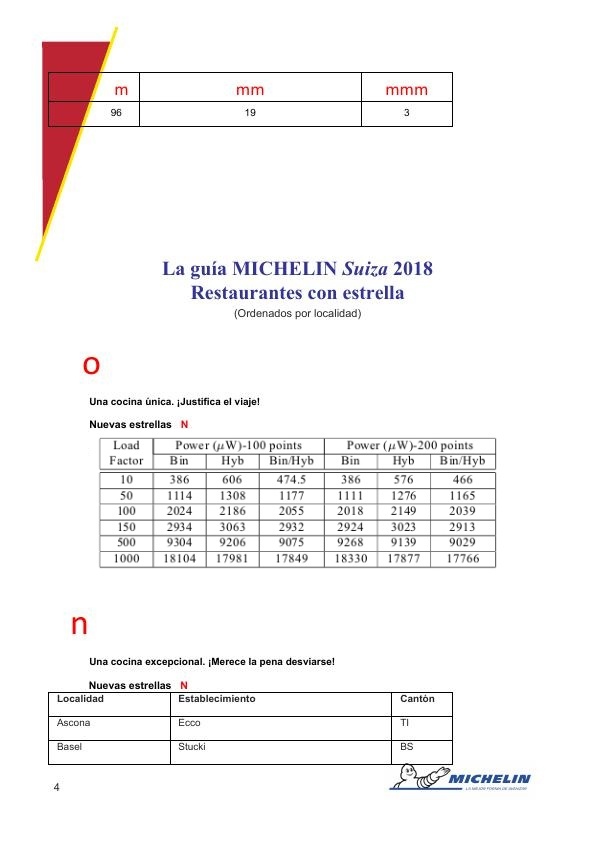 m mm mmm
96 19 3
La guía MICHELIN Suiza 2018
Restaurantes con estrella
(Ordenados por localidad)
o
Una cocina única. ¡Justifica el viaje!
Nuevas estrellas N
Load Factor Power (μW)-100 points Power (μW)-200 points
Bin Hyb Bin/Hyb Bin Hyb Bin/Hyb
10 386 606 474.5 386 576 466
50 1114 1308 1177 1111 1276 1165
100 2024 2186 2055 2018 2149 2039
150 2934 3063 2932 2924 3023 2913
500 9304 9206 9075 9268 9139 9029
1000 18104 17981 17849 18330 17877 17766
n
Una cocina excepcional. ¡Merece la pena desviarse!
Nuevas estrellas N
Localidad Establecimiento Cantón
Ascona Ecco TI
Basel Stucki BS
4
MICHELIN
LA MEJOR FORMA DE AVANZAR